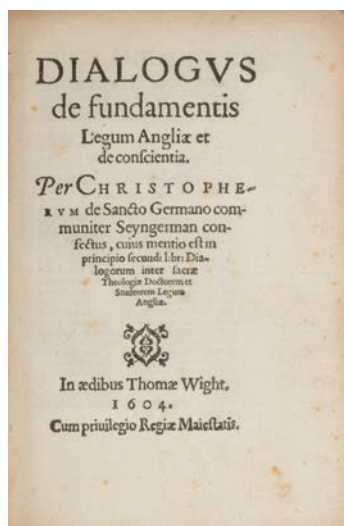 DIALOGVS
de fundamentis
Legum Angliæ et
de conſcientia.
Per CHRISTOPHE-
RVM de Sancto Germano com-
muniter Seyngerman con-
fectus, cuius mentio eſt in
principio ſecundi libri Dia-
logorum inter ſacræ
Theologiæ Doctorem et
Studentem Legum
Angliæ.
In ædibus Thomæ Wight.
1604.
Cum priuilegio Regiæ Maieſtatis.